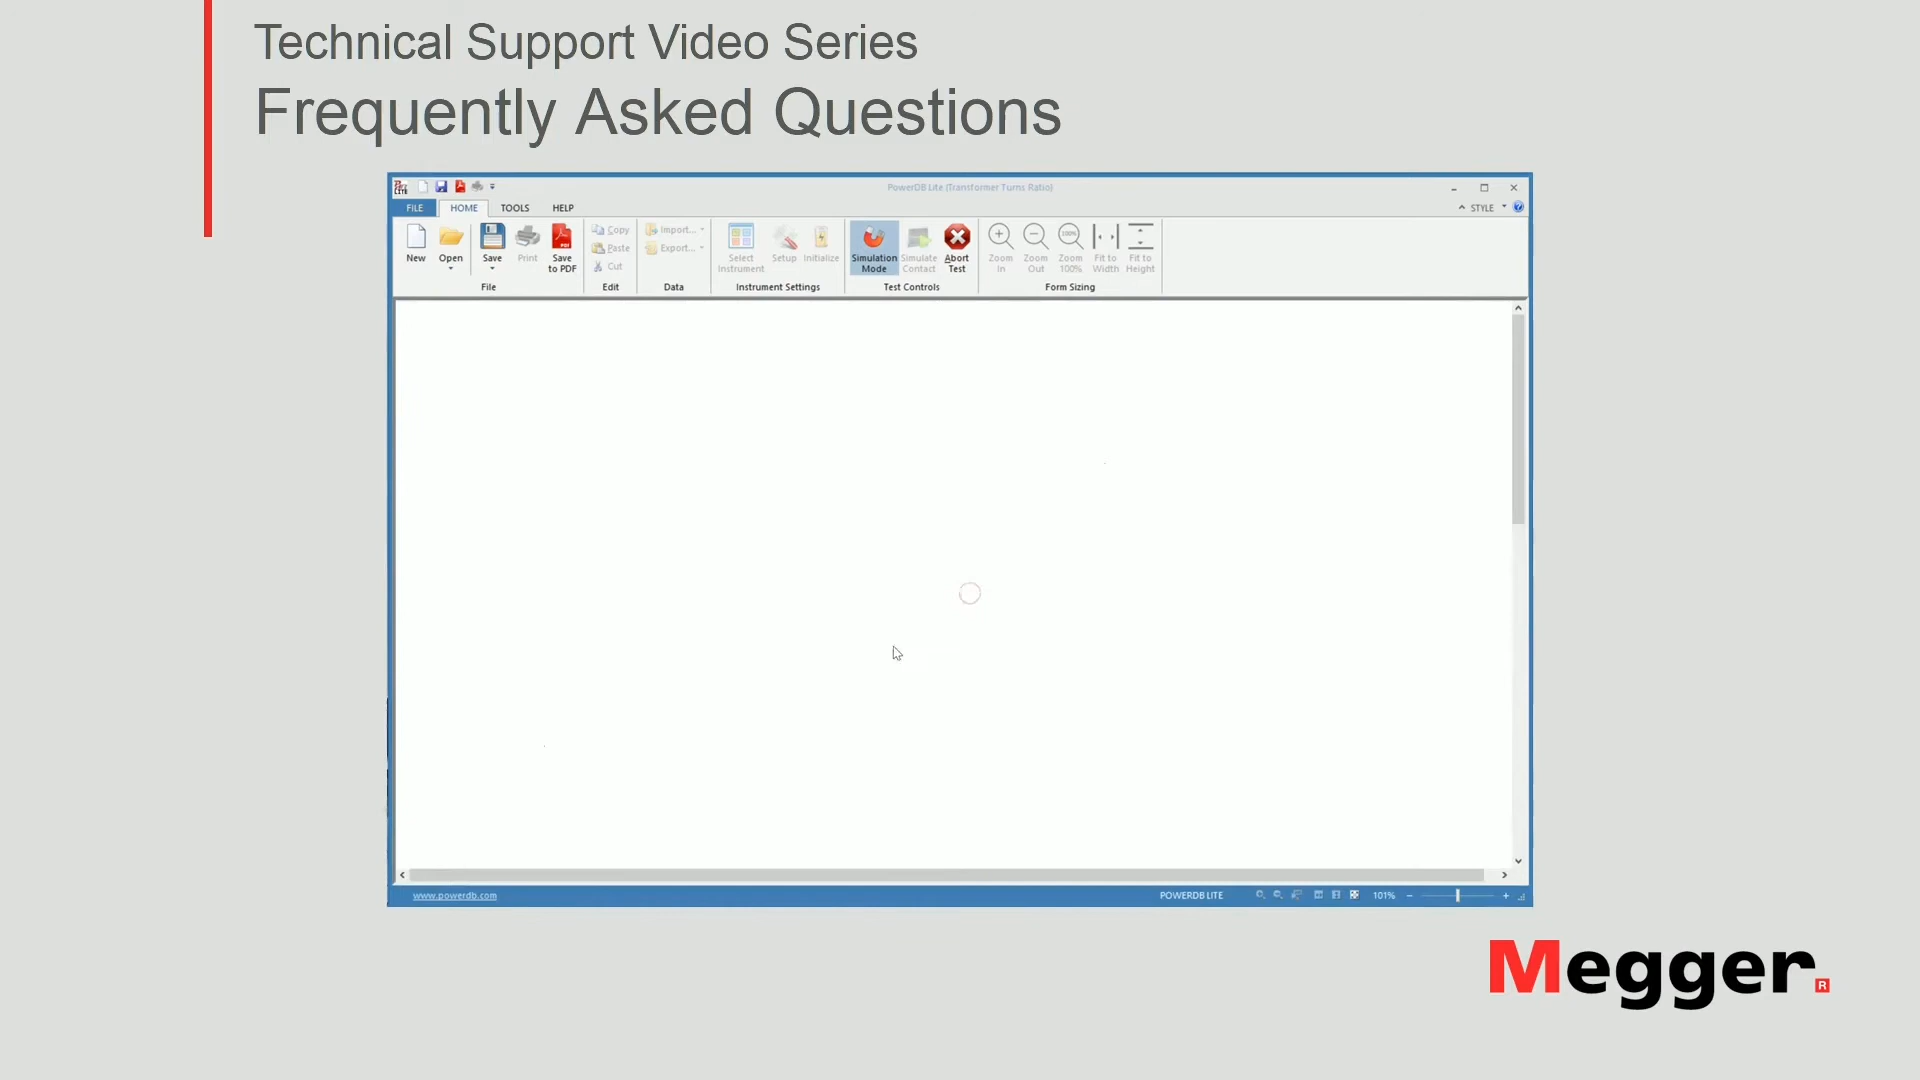 Technical Support Video Series
Frequently Asked Questions
PowerDB Lite (Transformer Turns Ratio)
FILE HOME TOOLS HELP STYLE
New Open Save Print Save to PDF
Copy
Paste
Cut
Import...
Export...
Select Instrument Setup Initialize
Simulation Mode Simulate Contact Abort Test
Zoom In Zoom Out Zoom 100% Fit to Width Fit to Height
File Edit Data Instrument Settings Test Controls Form Sizing
www.powerdb.com POWERDB LITE 101%
Megger